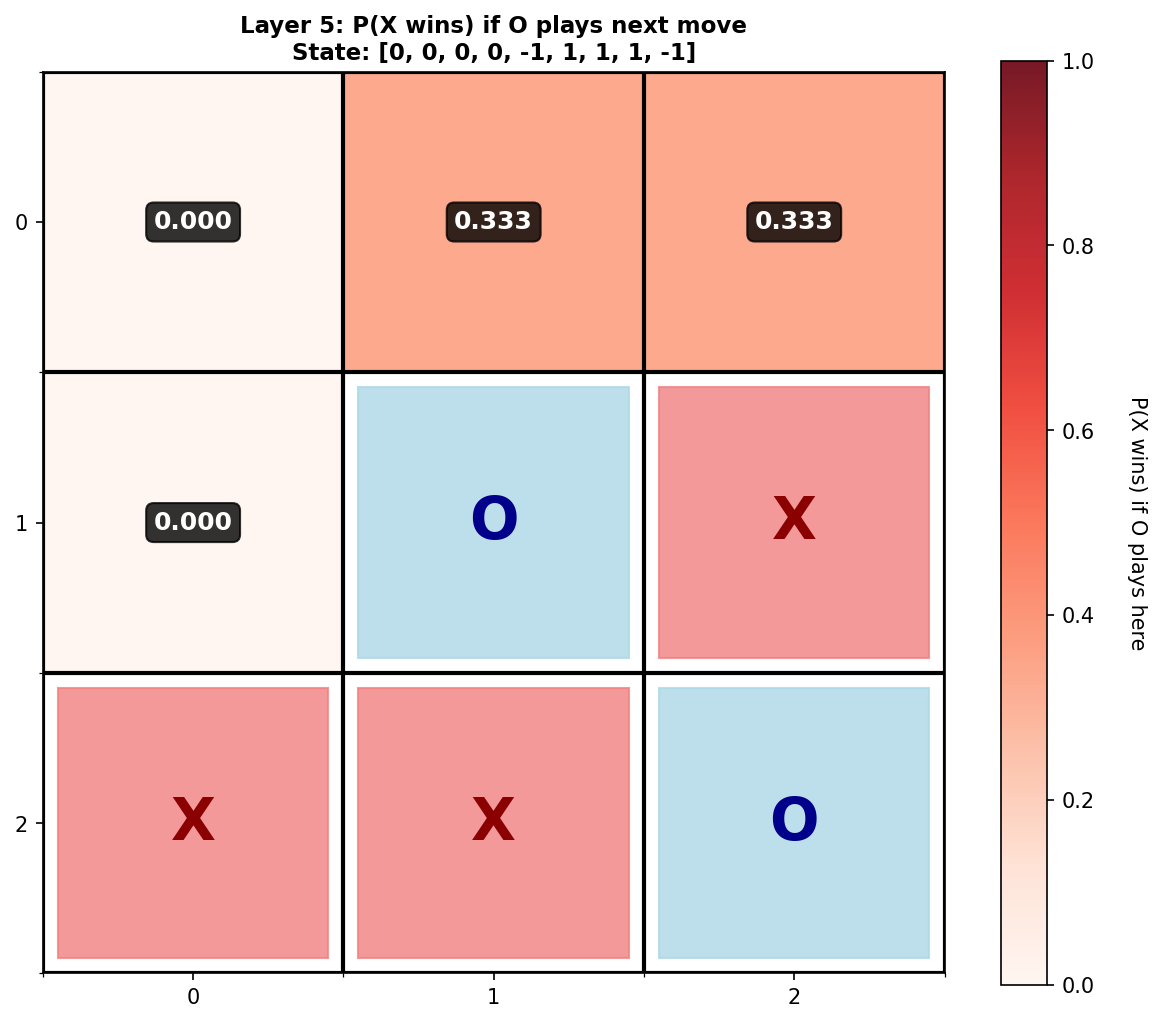 Layer 5: P(X wins) if O plays next move
State: [0, 0, 0, 0, -1, 1, 1, 1, -1]
0
0.000
0.333
0.333
1
0.000
O
X
2
X
X
O
0
1
2
1.0
0.8
0.6
0.4
0.2
0.0
P(X wins) if O plays here